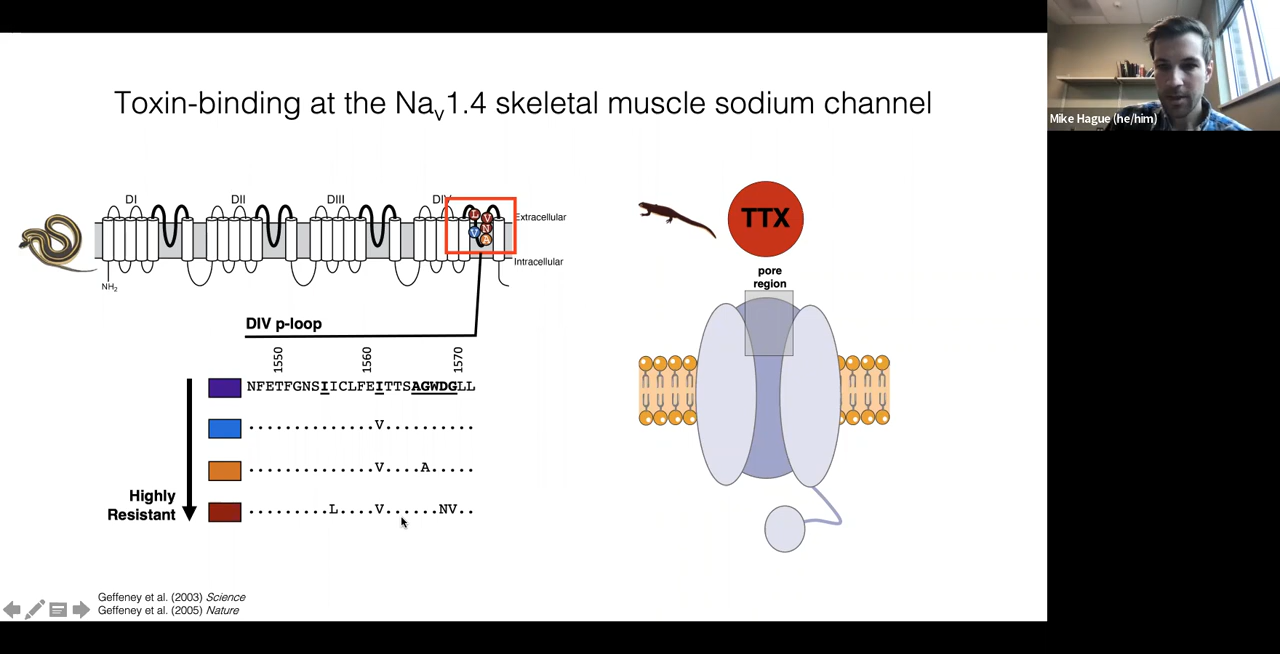 Toxin-binding at the Nav1.4 skeletal muscle sodium channel
Mike Hague (he/him)
DI
DII
DIII
DIV
L
V
V
N
A
Extracellular
Intracellular
NH2
TTX
pore
region
DIV p-loop
1550
1560
1570
NFETFGNSIICLFEITTSAGWDGLL
..............V..........
..............V....A.....
.........L....V......NV..
Highly
Resistant
Geffeney et al. (2003) Science
Geffeney et al. (2005) Nature